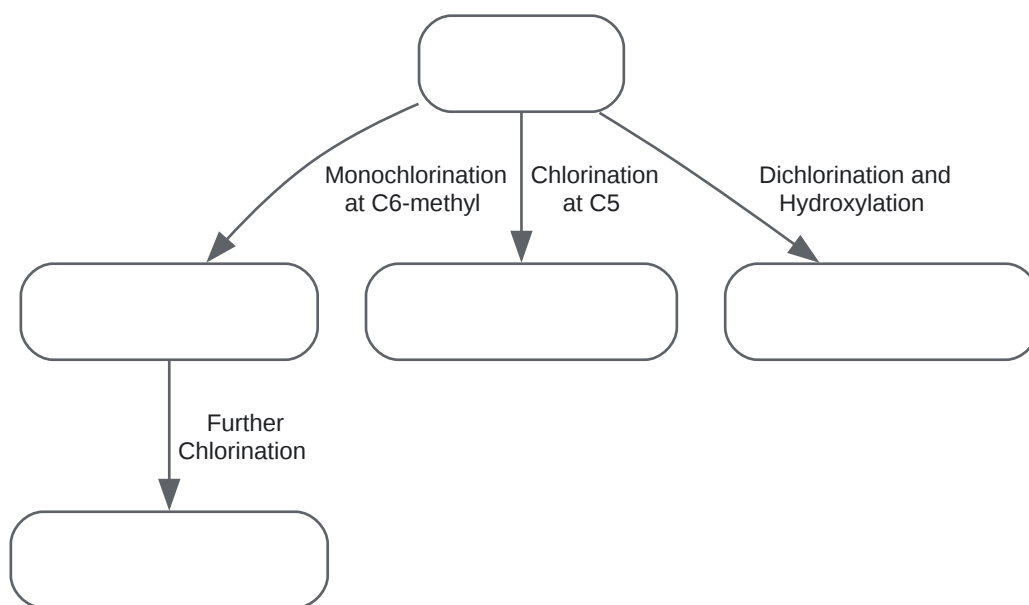 Monochlorination
at C6-methyl
Chlorination
at C5
Dichlorination and
Hydroxylation
Further
Chlorination